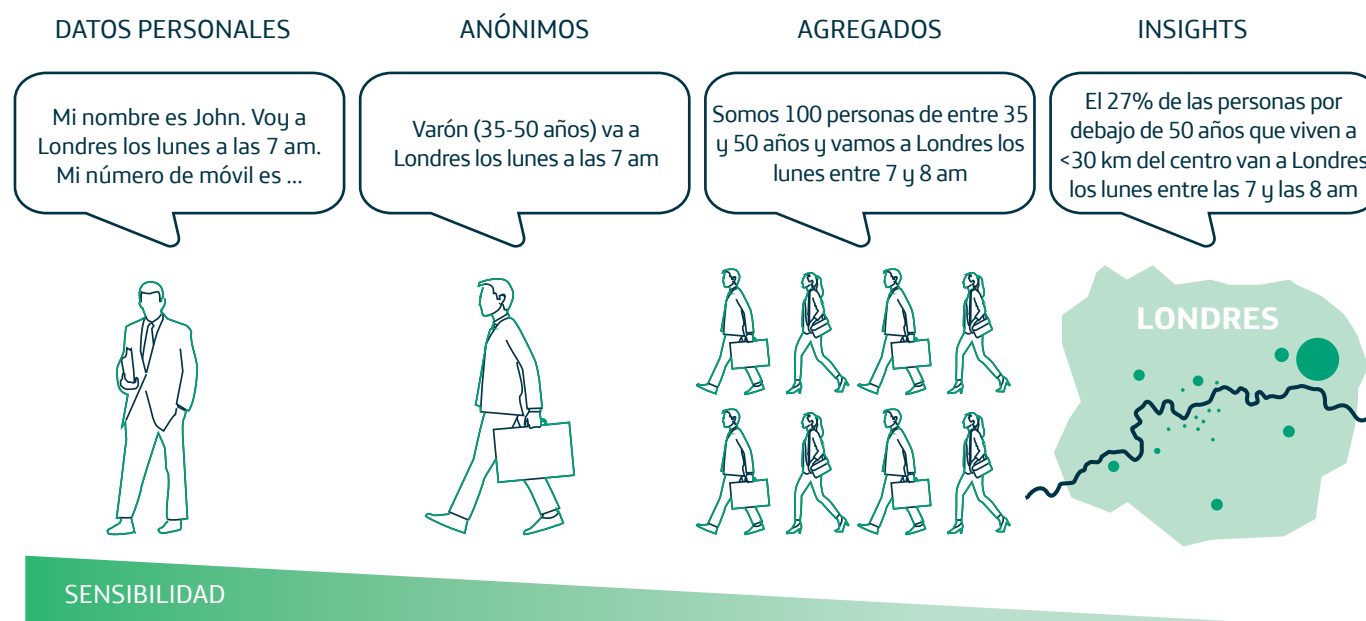 DATOS PERSONALES
Mi nombre es John. Voy a
Londres los lunes a las 7 am.
Mi número de móvil es ...
ANÓNIMOS
Varón (35-50 años) va a
Londres los lunes a las 7 am
AGREGADOS
Somos 100 personas de entre 35
y 50 años y vamos a Londres los
lunes entre 7 y 8 am
INSIGHTS
El 27% de las personas por
debajo de 50 años que viven a
<30 km del centro van a Londres
los lunes entre las 7 y las 8 am
LONDRES
SENSIBILIDAD